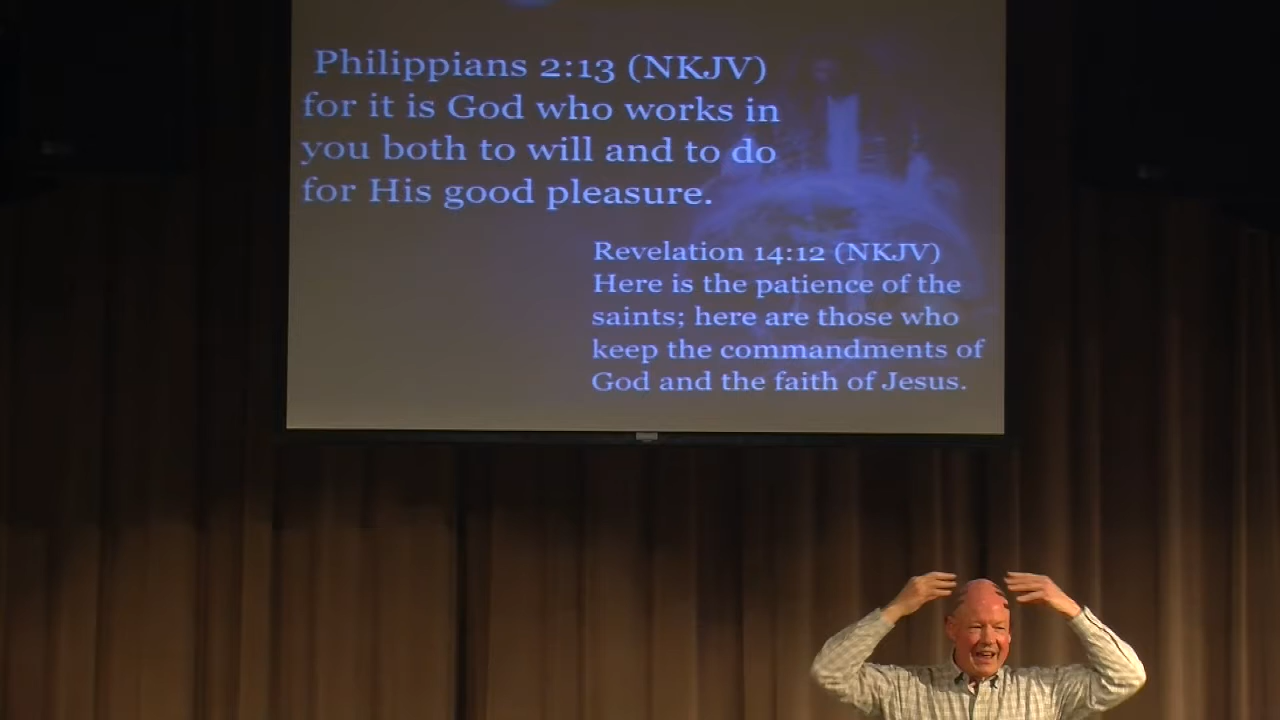 Philippians 2:13 (NKJV)
for it is God who works in
you both to will and to do
for His good pleasure.
Revelation 14:12 (NKJV)
Here is the patience of the
saints; here are those who
keep the commandments of
God and the faith of Jesus.